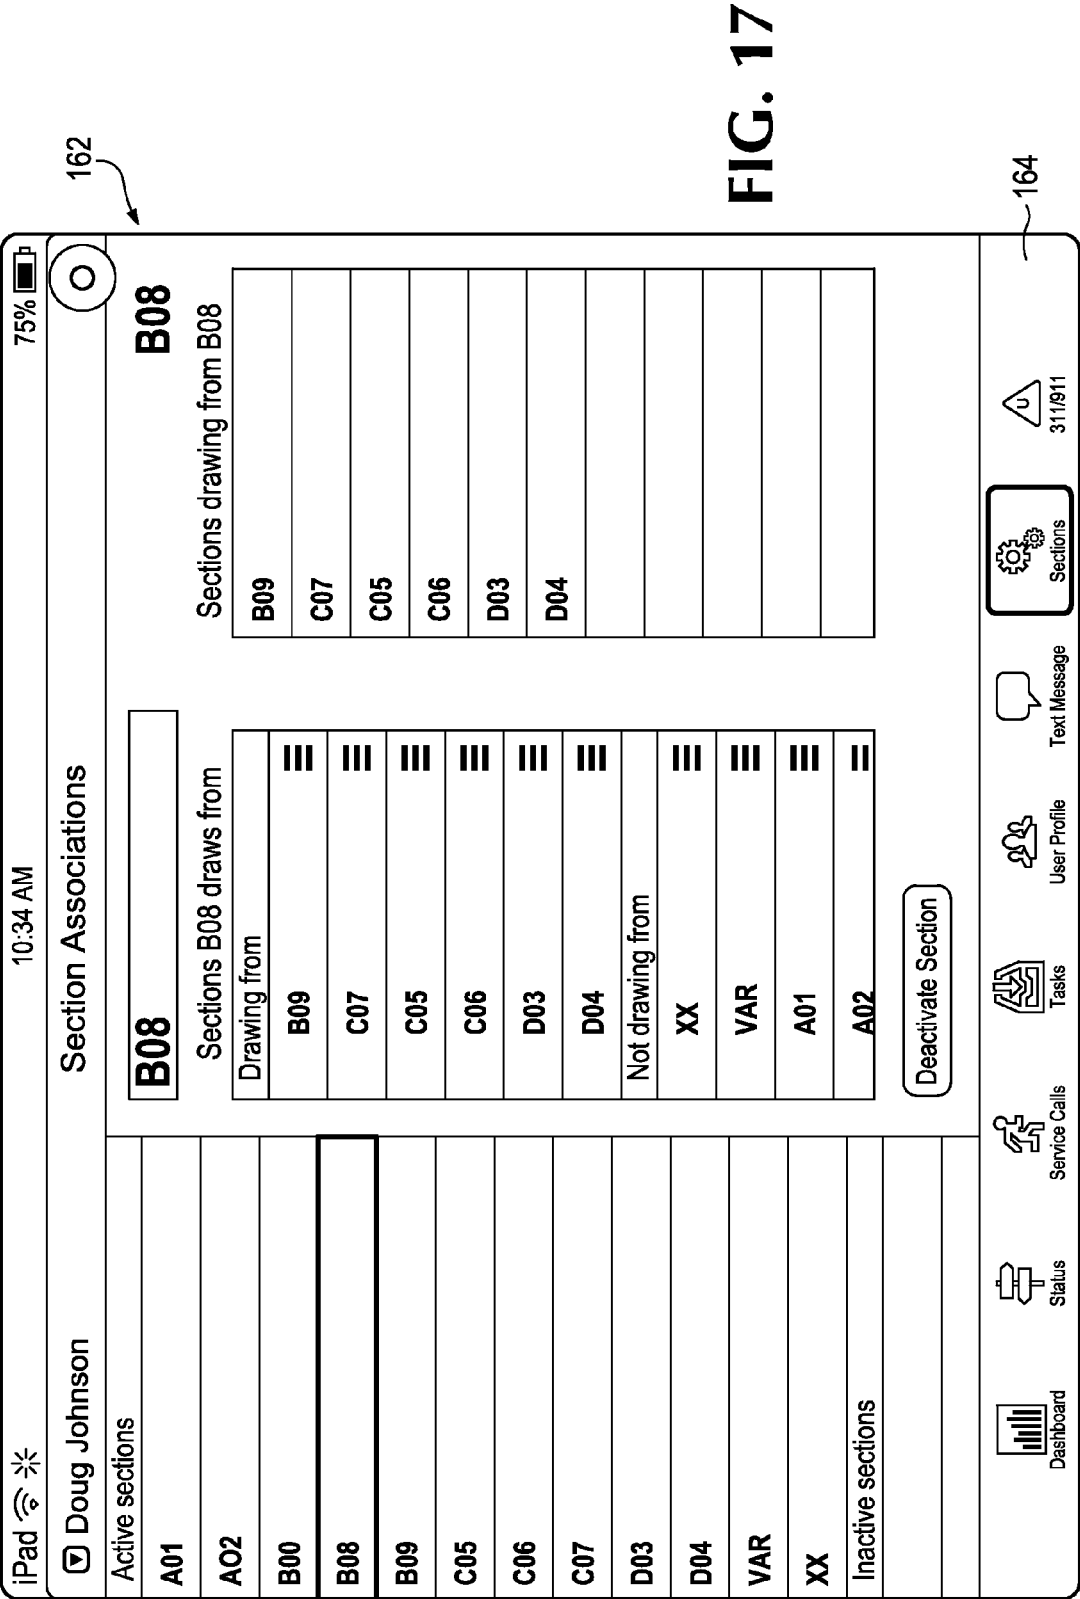 iPad 10:34 AM 75%
Doug Johnson Section Associations
162
Active sections
A01
AO2
B00
B08
B09
C05
C06
C07
D03
D04
VAR
XX
Inactive sections
B08 B08
Sections B08 draws from
Drawing from
B09
C07
C05
C06
D03
D04
Not drawing from
XX
VAR
A01
A02
Deactivate Section
Sections drawing from B08
B09
C07
C05
C06
D03
D04
Dashboard Status Service Calls Tasks User Profile Text Message Sections 311/911
164
FIG. 17